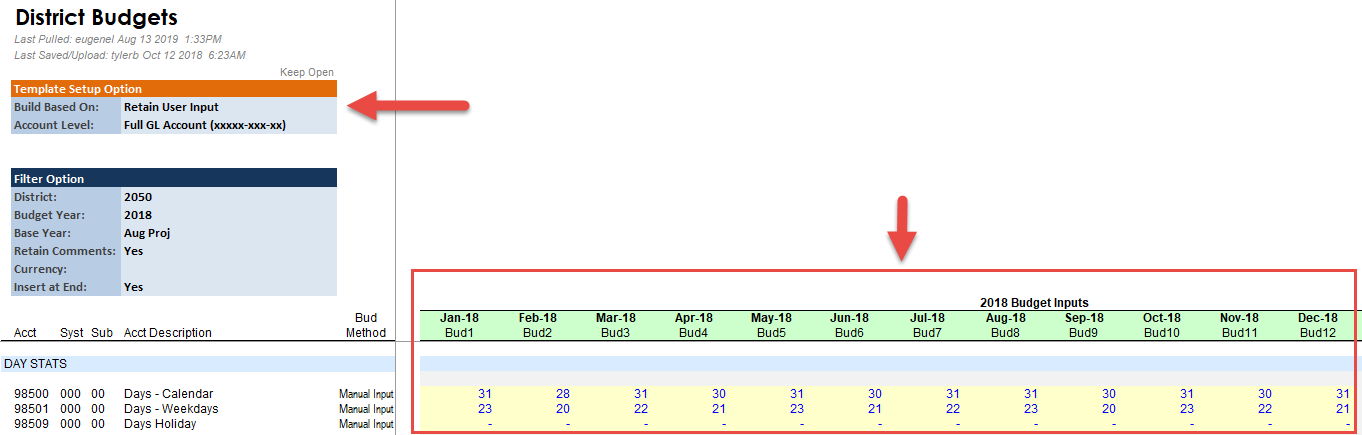 District Budgets
Last Pulled: eugenel Aug 13 2019 1:33PM
Last Saved/Upload: tylerb Oct 12 2018 6:23AM
Keep Open
Template Setup Option
Build Based On: Retain User Input
Account Level: Full GL Account (xxxxx-xxx-xx)
Filter Option
District: 2050
Budget Year: 2018
Base Year: Aug Proj
Retain Comments: Yes
Currency:
Insert at End: Yes
2018 Budget Inputs
Bud Jan-18 Feb-18 Mar-18 Apr-18 May-18 Jun-18 Jul-18 Aug-18 Sep-18 Oct-18 Nov-18 Dec-18
Acct Syst Sub Acct Description Method Bud1 Bud2 Bud3 Bud4 Bud5 Bud6 Bud7 Bud8 Bud9 Bud10 Bud11 Bud12
DAY STATS
98500 000 00 Days - Calendar Manual Input 31 28 31 30 31 30 31 31 30 31 30 31
98501 000 00 Days - Weekdays Manual Input 23 20 22 21 23 21 22 23 20 23 22 21
98509 000 00 Days Holiday Manual Input - - - - - - - - - - - -